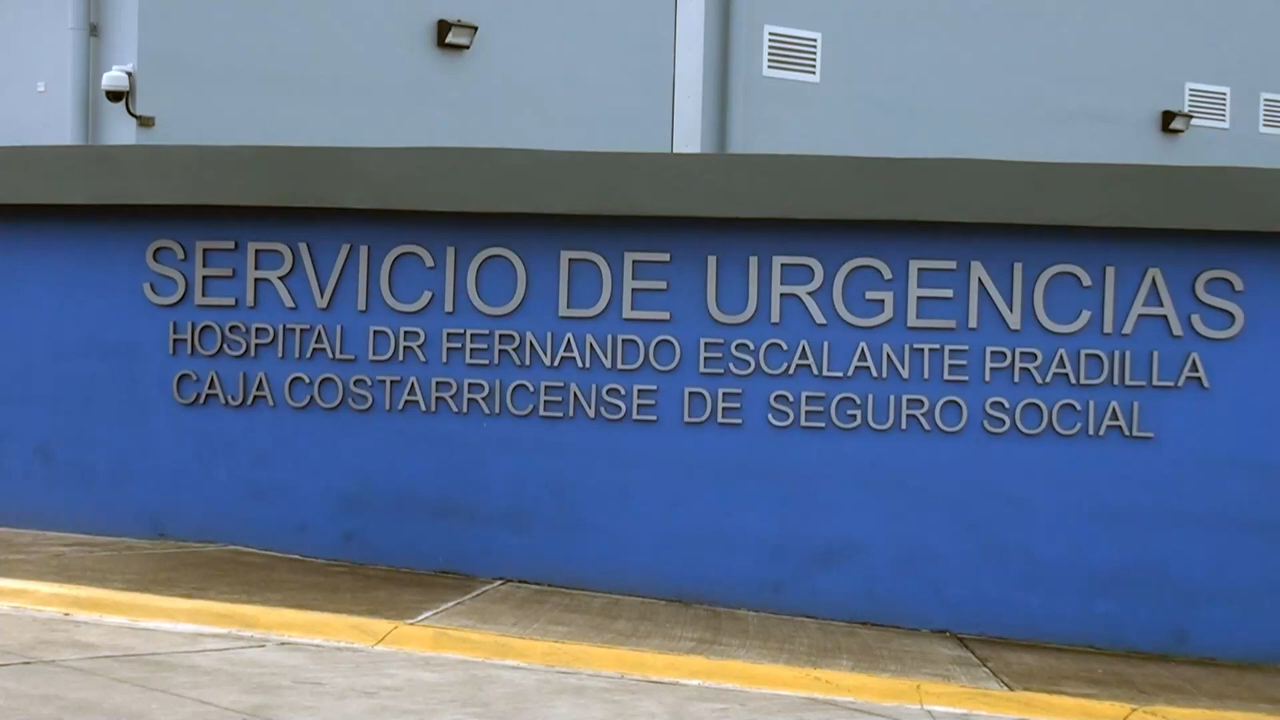 SERVICIO DE URGENCIAS
HOSPITAL DR FERNANDO ESCALANTE PRADILLA
CAJA COSTARRICENSE DE SEGURO SOCIAL